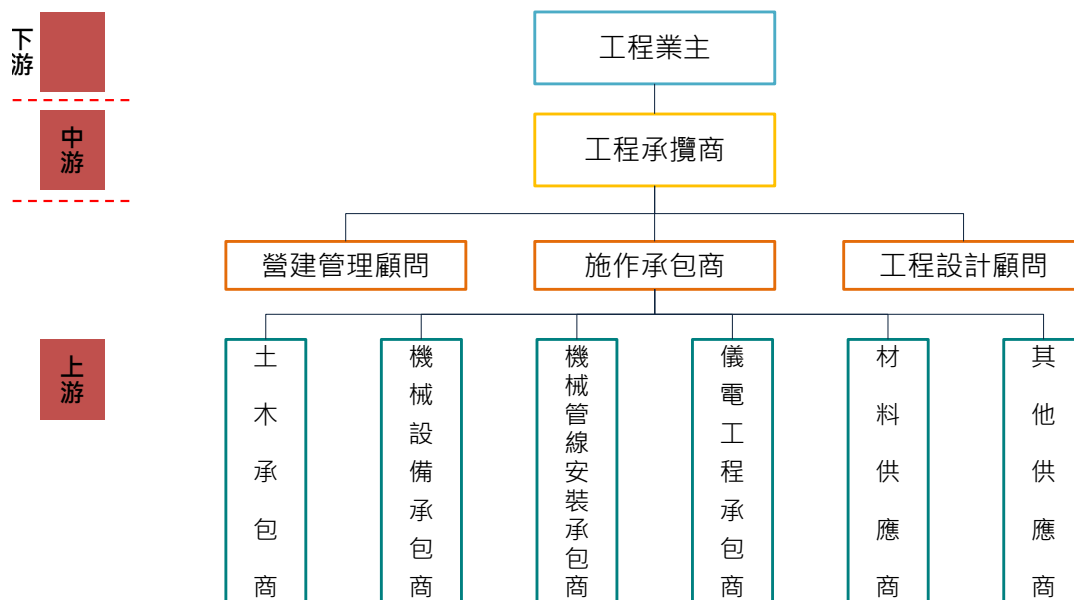 下游
工程業主
中游
工程承攬商
營建管理顧問
施作承包商
工程設計顧問
上游
土木承包商
機械設備承包商
機械管線安裝承包商
儀電工程承包商
材料供應商
其他供應商